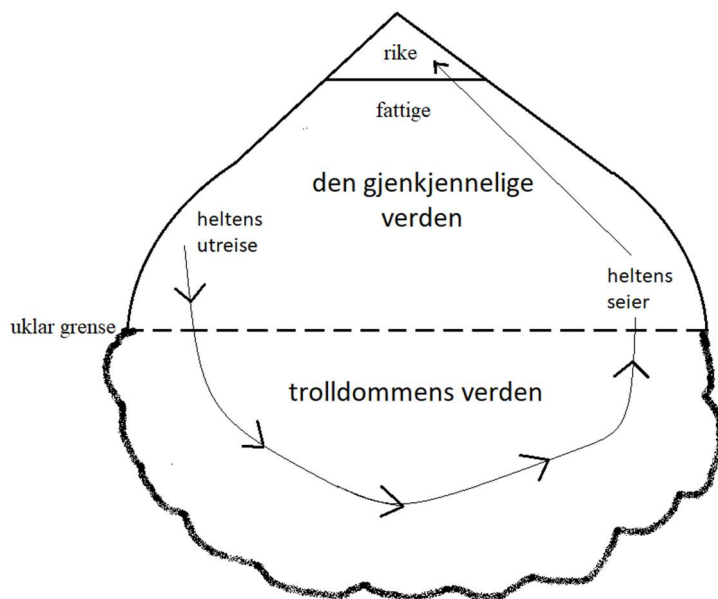 rike
fattige
den gjenkjennelige
verden
heltens
utreise
heltens
seier
uklar grense
trolldommens verden